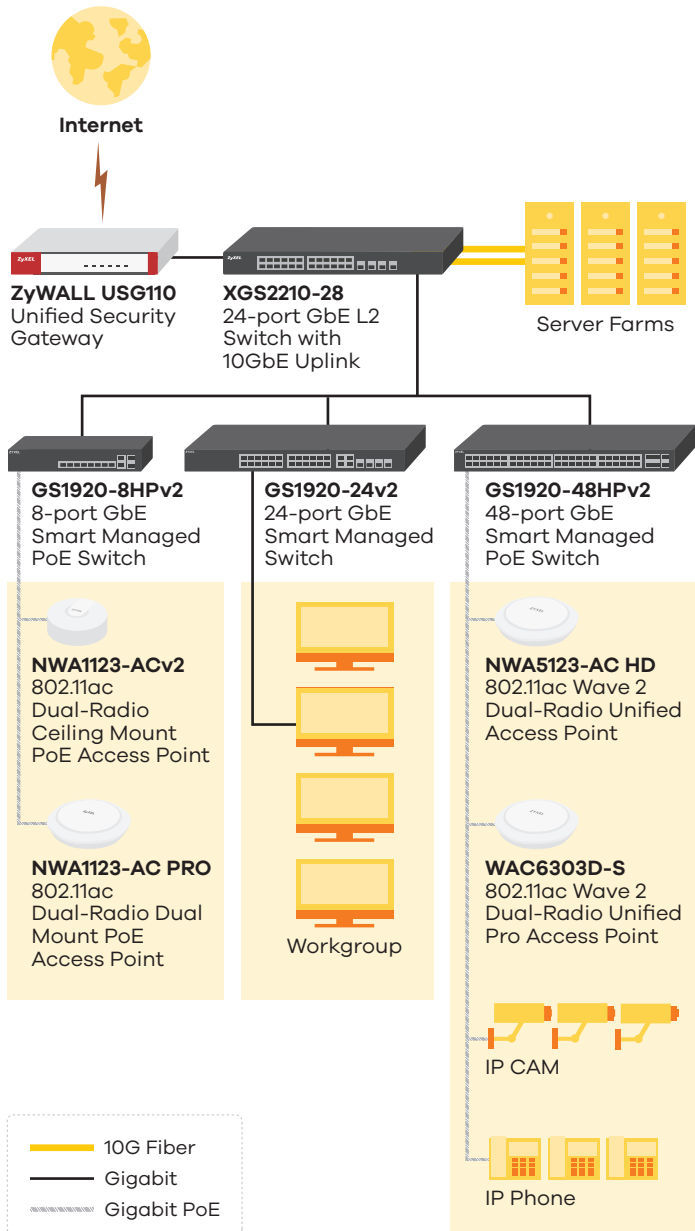 Internet
ZyXEL
ZyXEL
ZyWALL USG110
Unified Security
Gateway
XGS2210-28
24-port GbE L2
Switch with
10GbE Uplink
Server Farms
GS1920-8HPv2
8-port GbE
Smart Managed
PoE Switch
GS1920-24v2
24-port GbE
Smart Managed
Switch
GS1920-48HPv2
48-port GbE
Smart Managed
PoE Switch
NWA1123-ACv2
802.11ac
Dual-Radio
Ceiling Mount
PoE Access Point
NWA1123-AC PRO
802.11ac
Dual-Radio Dual
Mount PoE
Access Point
Workgroup
NWA5123-AC HD
802.11ac Wave 2
Dual-Radio Unified
Access Point
WAC6303D-S
802.11ac Wave 2
Dual-Radio Unified
Pro Access Point
IP CAM
IP Phone
10G Fiber
Gigabit
Gigabit PoE